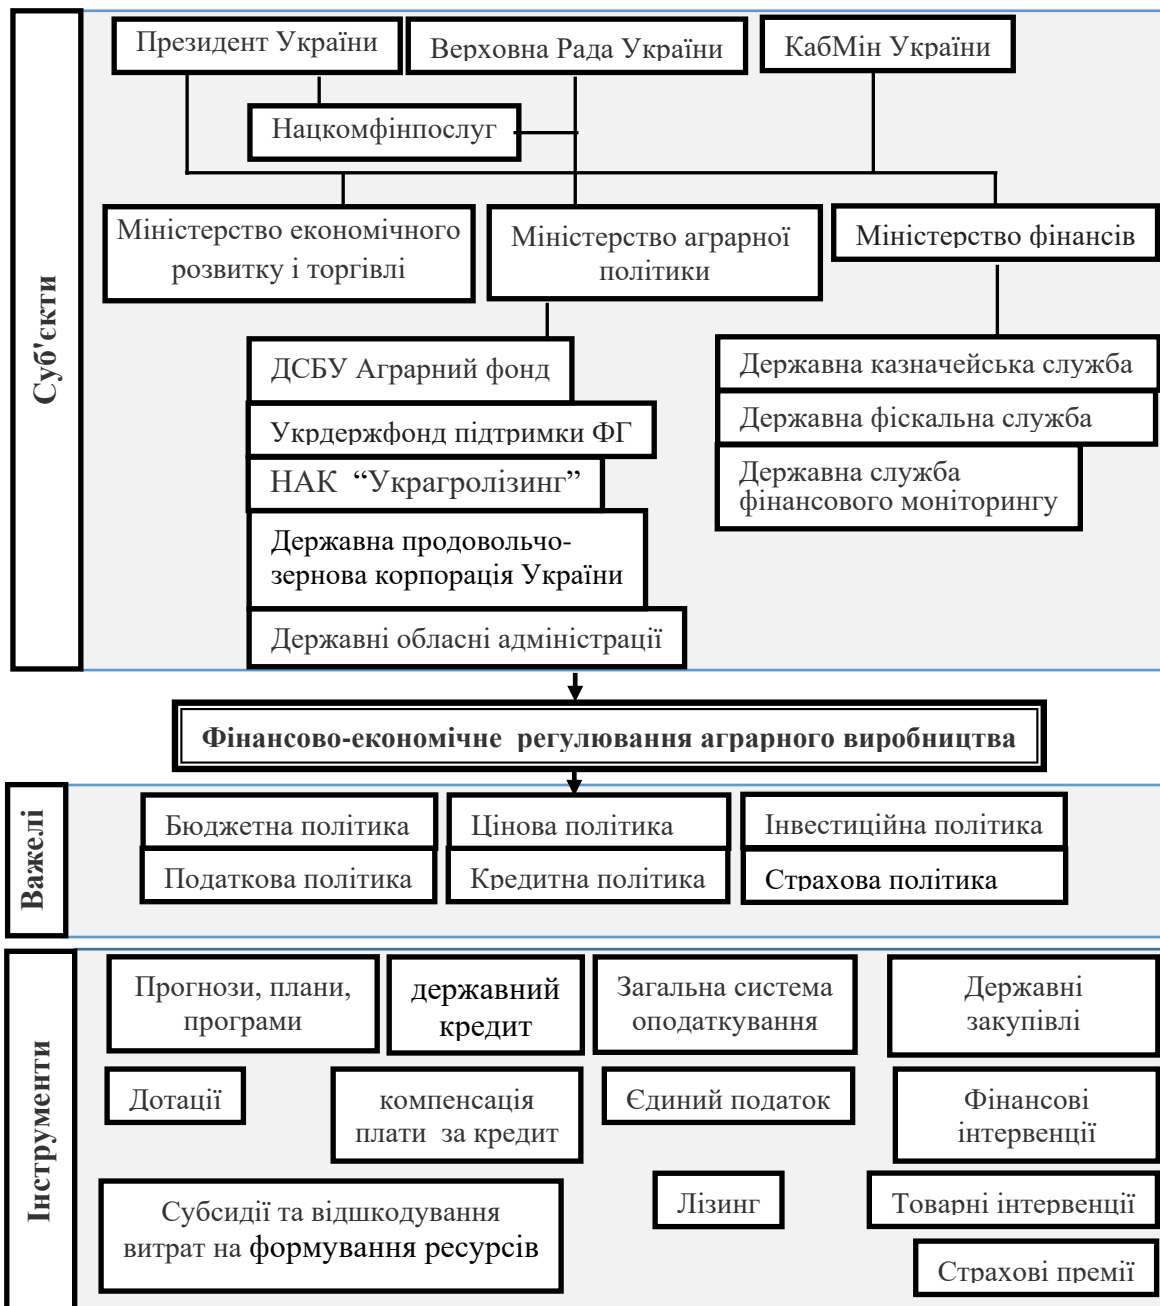 Суб'єкти
Президент України
Верховна Рада України
КабМін України
Нацкомфінпослуг
Міністерство економічного
розвитку і торгівлі
Міністерство аграрної
політики
Міністерство фінансів
ДСБУ Аграрний фонд
Укрдержфонд підтримки ФГ
НАК “Украгролізинг”
Державна продовольчо-
зернова корпорація України
Державні обласні адміністрації
Державна казначейська служба
Державна фіскальна служба
Державна служба
фінансового моніторингу
Фінансово-економічне регулювання аграрного виробництва
Важелі
Бюджетна політика
Цінова політика
Інвестиційна політика
Податкова політика
Кредитна політика
Страхова політика
Інструменти
Прогнози, плани,
програми
державний
кредит
Загальна система
оподаткування
Державні
закупівлі
Дотації
компенсація
плати за кредит
Єдиний податок
Фінансові
інтервенції
Субсидії та відшкодування
витрат на формування ресурсів
Лізинг
Товарні інтервенції
Страхові премії